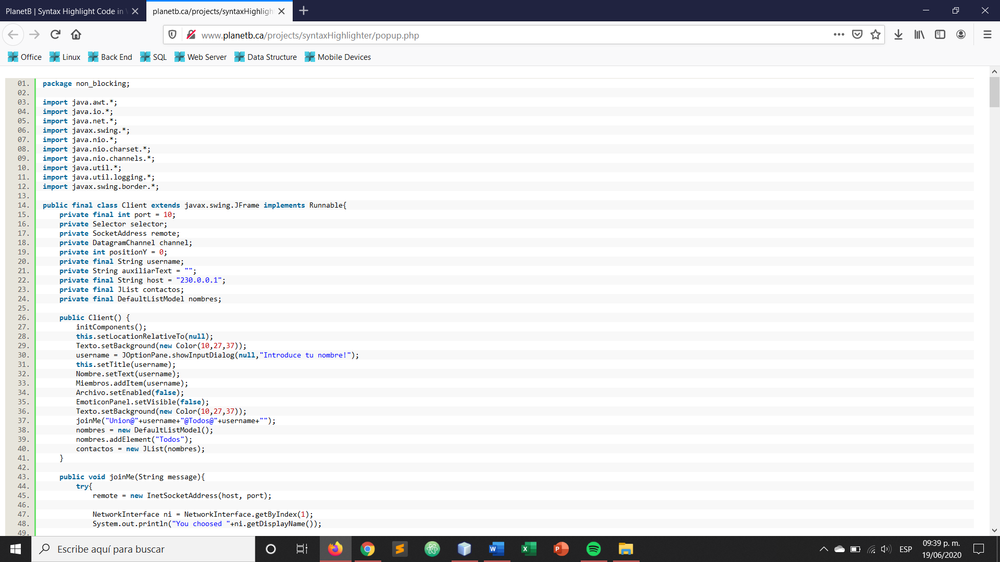 PlanetB | Syntax Highlight Code in
planetb.ca/projects/syntaxHighligh
www.planetb.ca/projects/syntaxHighlighter/popup.php
Office Linux Back End SQL Web Server Data Structure Mobile Devices
01. package non_blocking;
02.
03. import java.awt.*;
04. import java.io.*;
05. import java.net.*;
06. import javax.swing.*;
07. import java.nio.*;
08. import java.nio.charset.*;
09. import java.nio.channels.*;
10. import java.util.*;
11. import java.util.logging.*;
12. import javax.swing.border.*;
13.
14. public final class Client extends javax.swing.JFrame implements Runnable{
15.     private final int port = 10;
16.     private Selector selector;
17.     private SocketAddress remote;
18.     private DatagramChannel channel;
19.     private int positionY = 0;
20.     private final String username;
21.     private String auxiliarText = "";
22.     private final String host = "230.0.0.1";
23.     private final JList contactos;
24.     private final DefaultListModel nombres;
25.
26.     public Client() {
27.         initComponents();
28.         this.setLocationRelativeTo(null);
29.         Texto.setBackground(new Color(10,27,37));
30.         username = JOptionPane.showInputDialog(null,"Introduce tu nombre!");
31.         this.setTitle(username);
32.         Nombre.setText(username);
33.         Miembros.addItem(username);
34.         Archivo.setEnabled(false);
35.         EmoticonPanel.setVisible(false);
36.         Texto.setBackground(new Color(10,27,37));
37.         joinMe("Union@"+username+"@Todos@"+username+"");
38.         nombres = new DefaultListModel();
39.         nombres.addElement("Todos");
40.         contactos = new JList(nombres);
41.     }
42.
43.     public void joinMe(String message){
44.         try{
45.             remote = new InetSocketAddress(host, port);
46.
47.             NetworkInterface ni = NetworkInterface.getByIndex(1);
48.             System.out.println("You choosed "+ni.getDisplayName());
49.
Escribe aquí para buscar
ESP
09:39 p. m.
19/06/2020